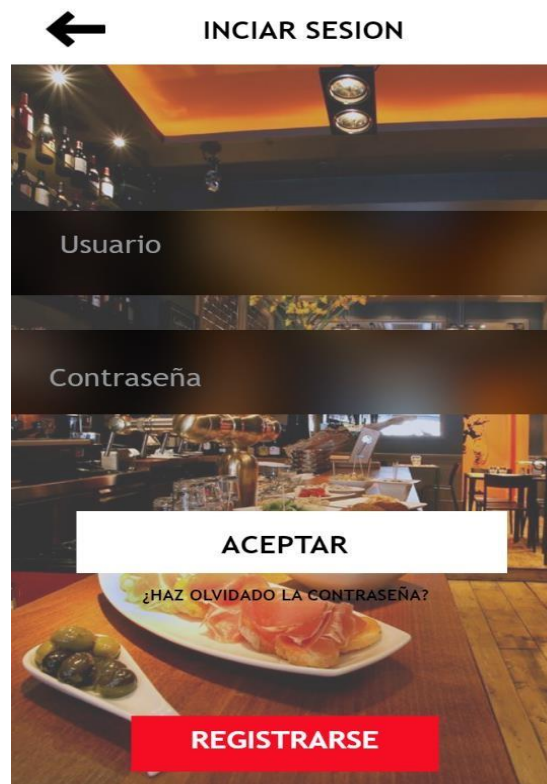 INCIAR SESION
Usuario
Contraseña
ACEPTAR
¿HAZ OLVIDADO LA CONTRASEÑA?
REGISTRARSE